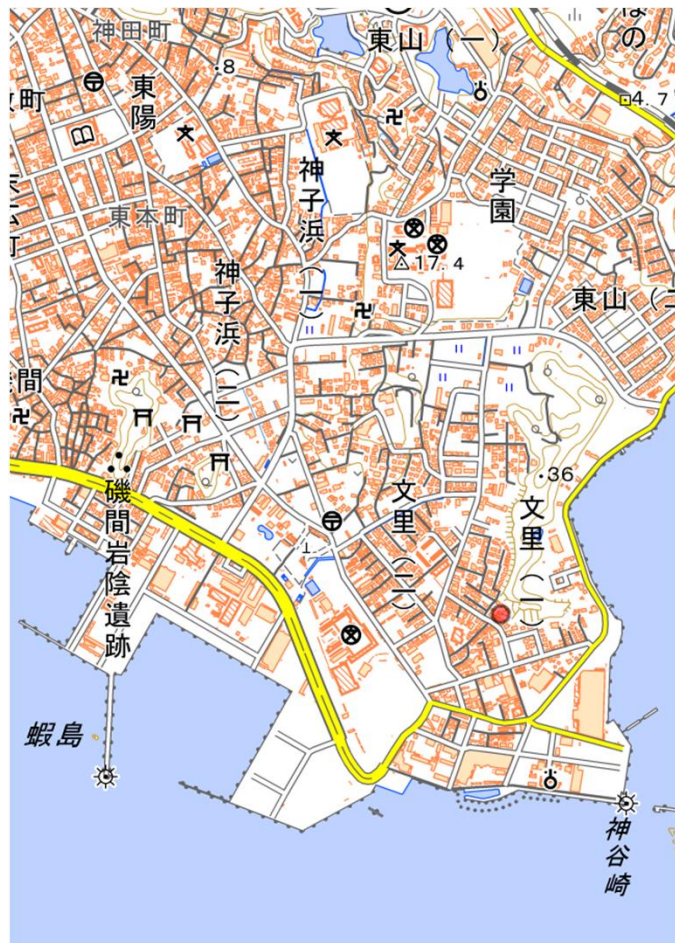 神田町
・8
東陽
東山（一）
4.7
東本町
神子浜（一）
神子浜（二）
学園
17.4
東山（二
間
磯間岩陰遺跡
文里（二）
・36
文里（一）
1
蝦島
神谷崎